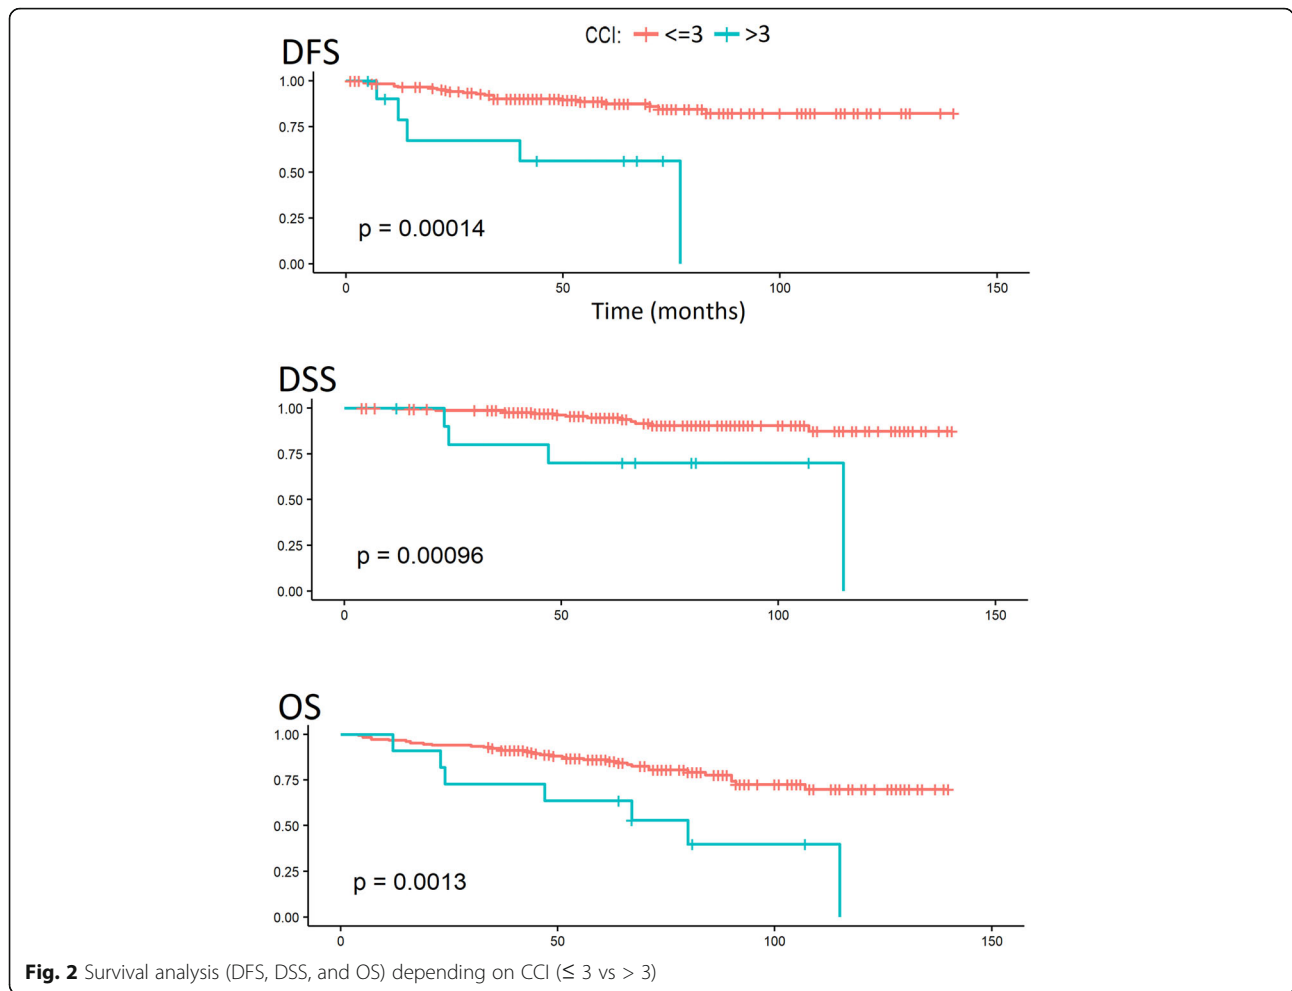 CCI: <=3 >3
DFS
1.00
0.75
0.50
0.25
0.00
p = 0.00014
0 50 100 150
Time (months)
DSS
1.00
0.75
0.50
0.25
0.00
p = 0.00096
0 50 100 150
OS
1.00
0.75
0.50
0.25
0.00
p = 0.0013
0 50 100 150
Fig. 2 Survival analysis (DFS, DSS, and OS) depending on CCI (≤ 3 vs > 3)